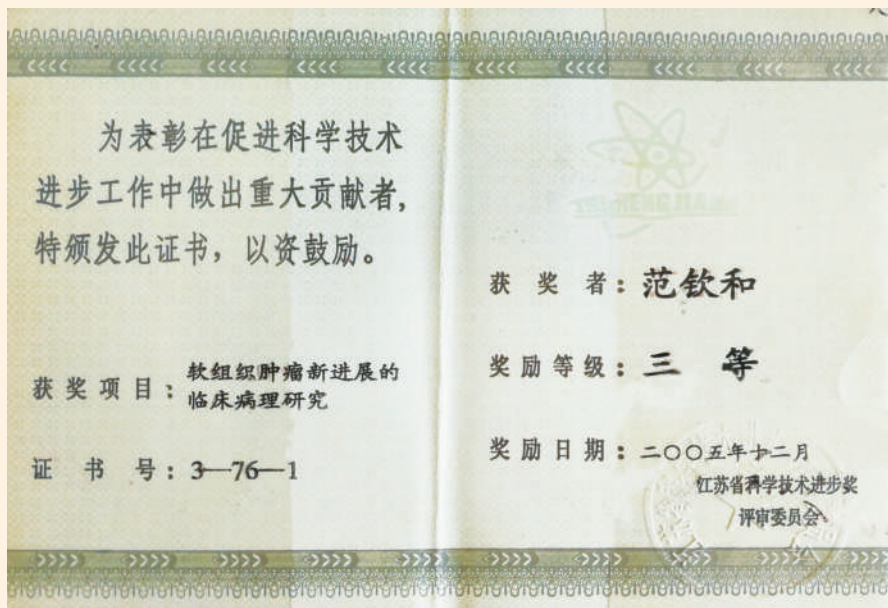 为表彰在促进科学技术
进步工作中做出重大贡献者,
特颁发此证书，以资鼓励。
获奖项目：软组织肿瘤新进展的
临床病理研究
证书号：3—76—1
获奖者：范钦和
奖励等级：三等
奖励日期：二〇〇五年十二月
江苏省科学技术进步奖
评审委员会